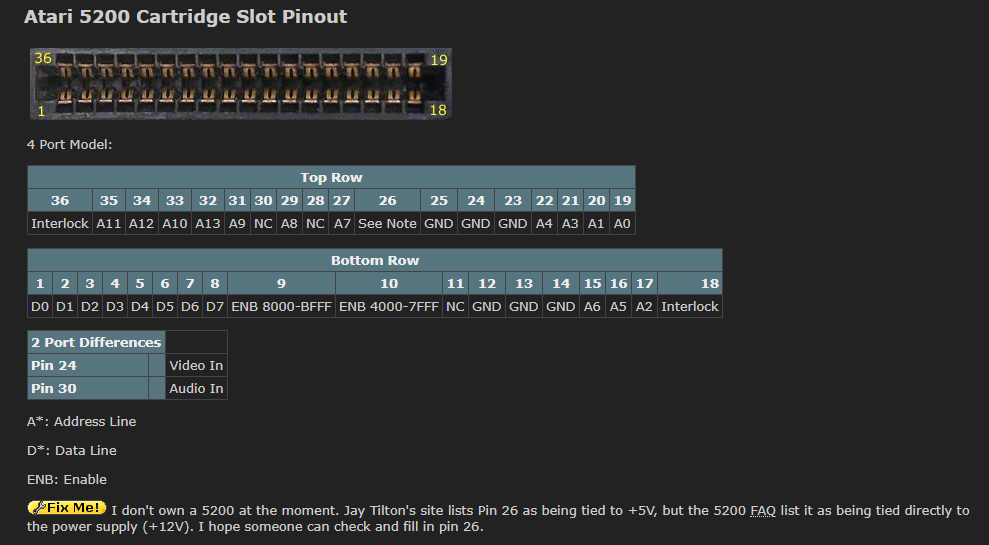 Atari 5200 Cartridge Slot Pinout
36 19
1 18
4 Port Model:
Top Row
36 35 34 33 32 31 30 29 28 27 26 25 24 23 22 21 20 19
Interlock A11 A12 A10 A13 A9 NC A8 NC A7 See Note GND GND GND A4 A3 A1 A0
Bottom Row
1 2 3 4 5 6 7 8 9 10 11 12 13 14 15 16 17 18
D0 D1 D2 D3 D4 D5 D6 D7 ENB 8000-BFFF ENB 4000-7FFF NC GND GND GND A6 A5 A2 Interlock
2 Port Differences
Pin 24 Video In
Pin 30 Audio In
A*: Address Line
D*: Data Line
ENB: Enable
Fix Me! I don't own a 5200 at the moment. Jay Tilton's site lists Pin 26 as being tied to +5V, but the 5200 FAQ list it as being tied directly to
the power supply (+12V). I hope someone can check and fill in pin 26.